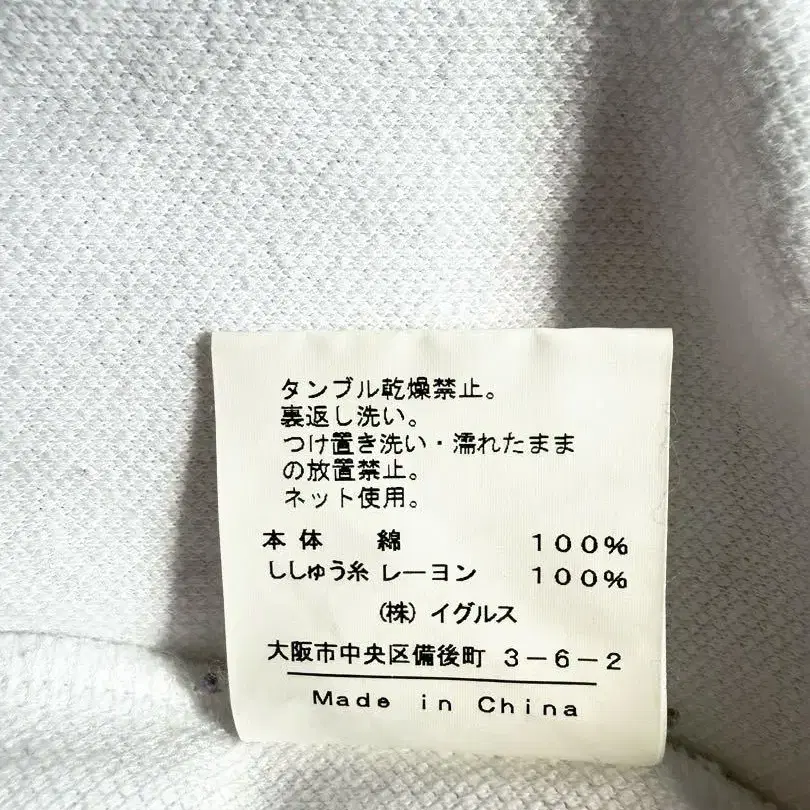 タンブル乾燥禁止。
裏返し洗い。
つけ置き洗い・濡れたまま
の放置禁止。
ネット使用。
本体 綿 100%
ししゅう糸 レーヨン 100%
(株) イグルス
大阪市中央区備後町 3-6-2
Made in China